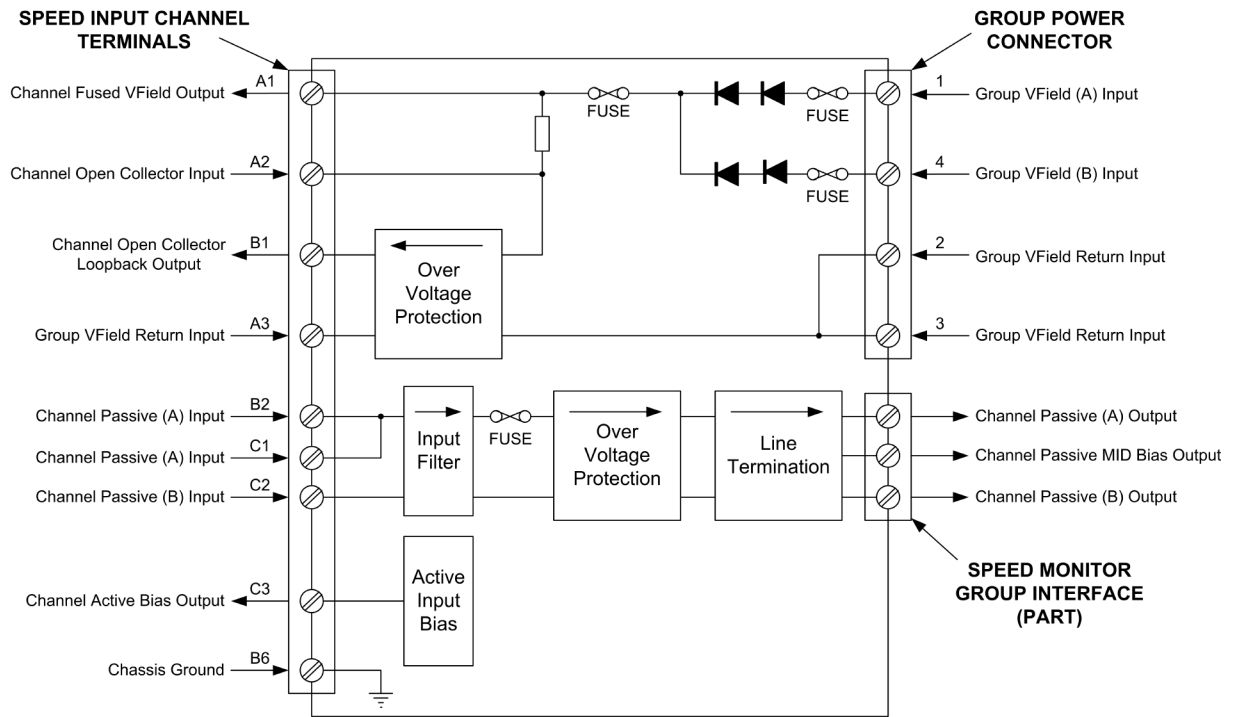 SPEED INPUT CHANNEL
TERMINALS
GROUP POWER
CONNECTOR
Channel Fused VField Output
A1
FUSE
FUSE
1
Group VField (A) Input
Channel Open Collector Input
A2
FUSE
4
Group VField (B) Input
Channel Open Collector
Loopback Output
B1
Over
Voltage
Protection
2
Group VField Return Input
Group VField Return Input
A3
3
Group VField Return Input
Channel Passive (A) Input
B2
Channel Passive (A) Input
C1
Channel Passive (B) Input
C2
Input
Filter
FUSE
Over
Voltage
Protection
Line
Termination
Channel Passive (A) Output
Channel Passive MID Bias Output
Channel Passive (B) Output
Channel Active Bias Output
C3
Active
Input
Bias
SPEED MONITOR
GROUP INTERFACE
(PART)
Chassis Ground
B6